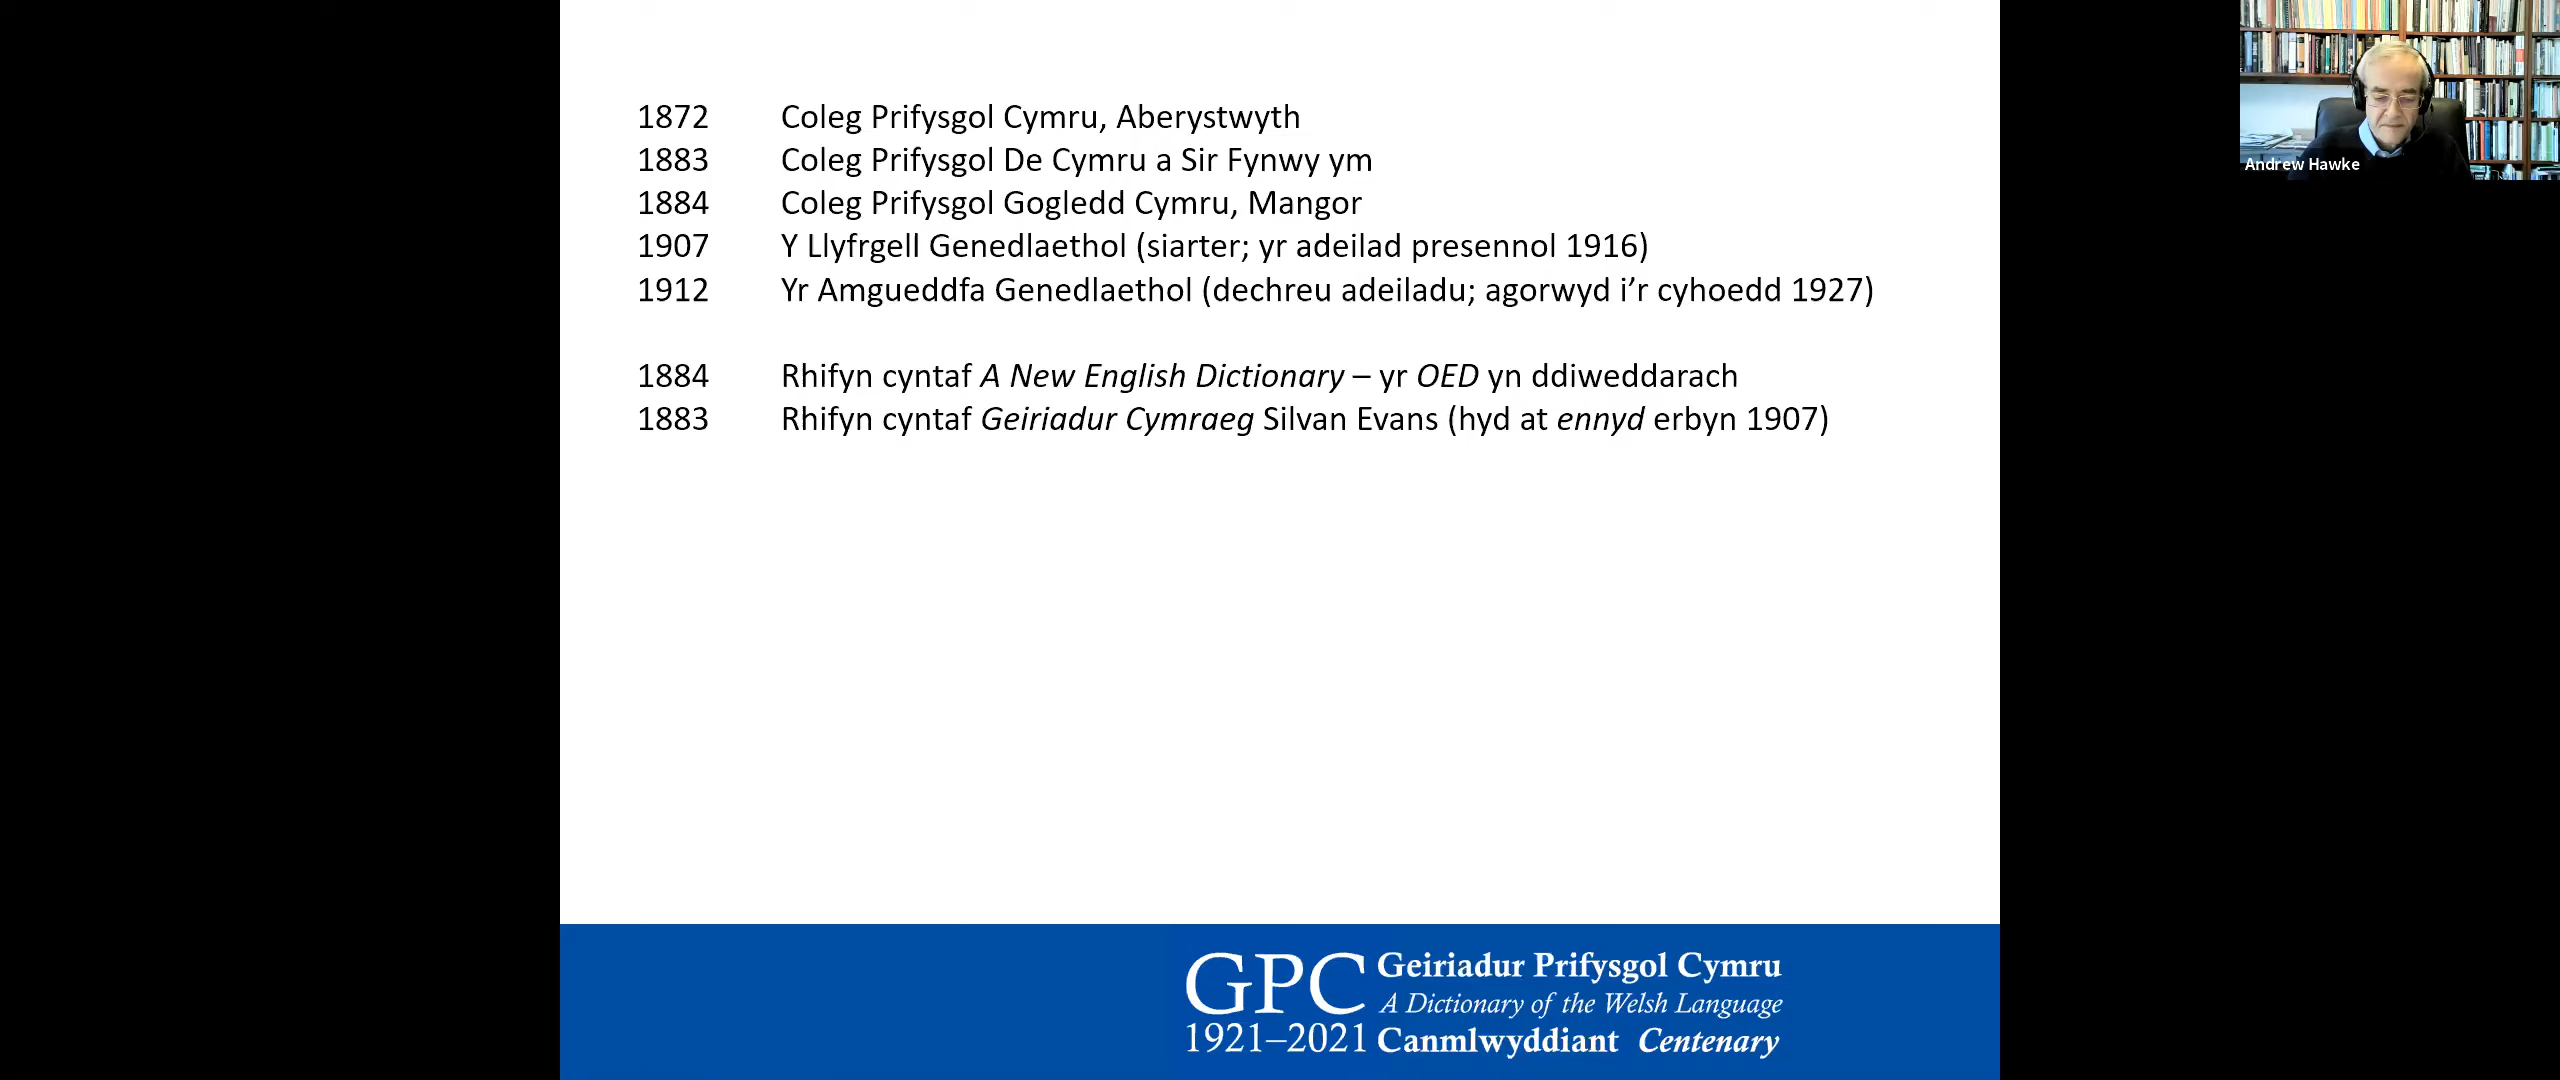 1872 Coleg Prifysgol Cymru, Aberystwyth
1883 Coleg Prifysgol De Cymru a Sir Fynwy ym
1884 Coleg Prifysgol Gogledd Cymru, Mangor
1907 Y Llyfrgell Genedlaethol (siarter; yr adeilad presennol 1916)
1912 Yr Amgueddfa Genedlaethol (dechreu adeiladu; agorwyd i’r cyhoedd 1927)
1884 Rhifyn cyntaf A New English Dictionary – yr OED yn ddiweddarach
1883 Rhifyn cyntaf Geiriadur Cymraeg Silvan Evans (hyd at ennyd erbyn 1907)
Andrew Hawke
GPC Geiriadur Prifysgol Cymru
A Dictionary of the Welsh Language
1921–2021 Canmlwyddiant Centenary